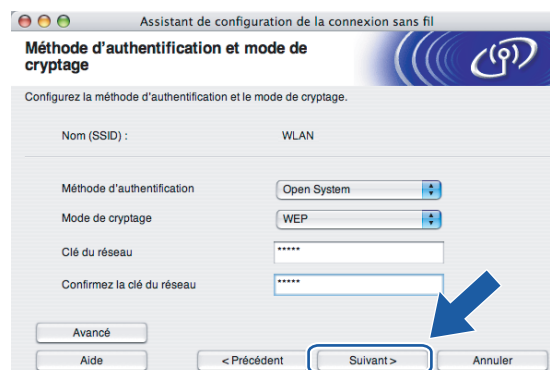 Assistant de configuration de la connexion sans fil
Méthode d'authentification et mode de
cryptage
Configurez la méthode d'authentification et le mode de cryptage.
Nom (SSID) : WLAN
Méthode d'authentification Open System
Mode de cryptage WEP
Clé du réseau *****
Confirmez la clé du réseau *****
Avancé
Aide < Précédent Suivant > Annuler